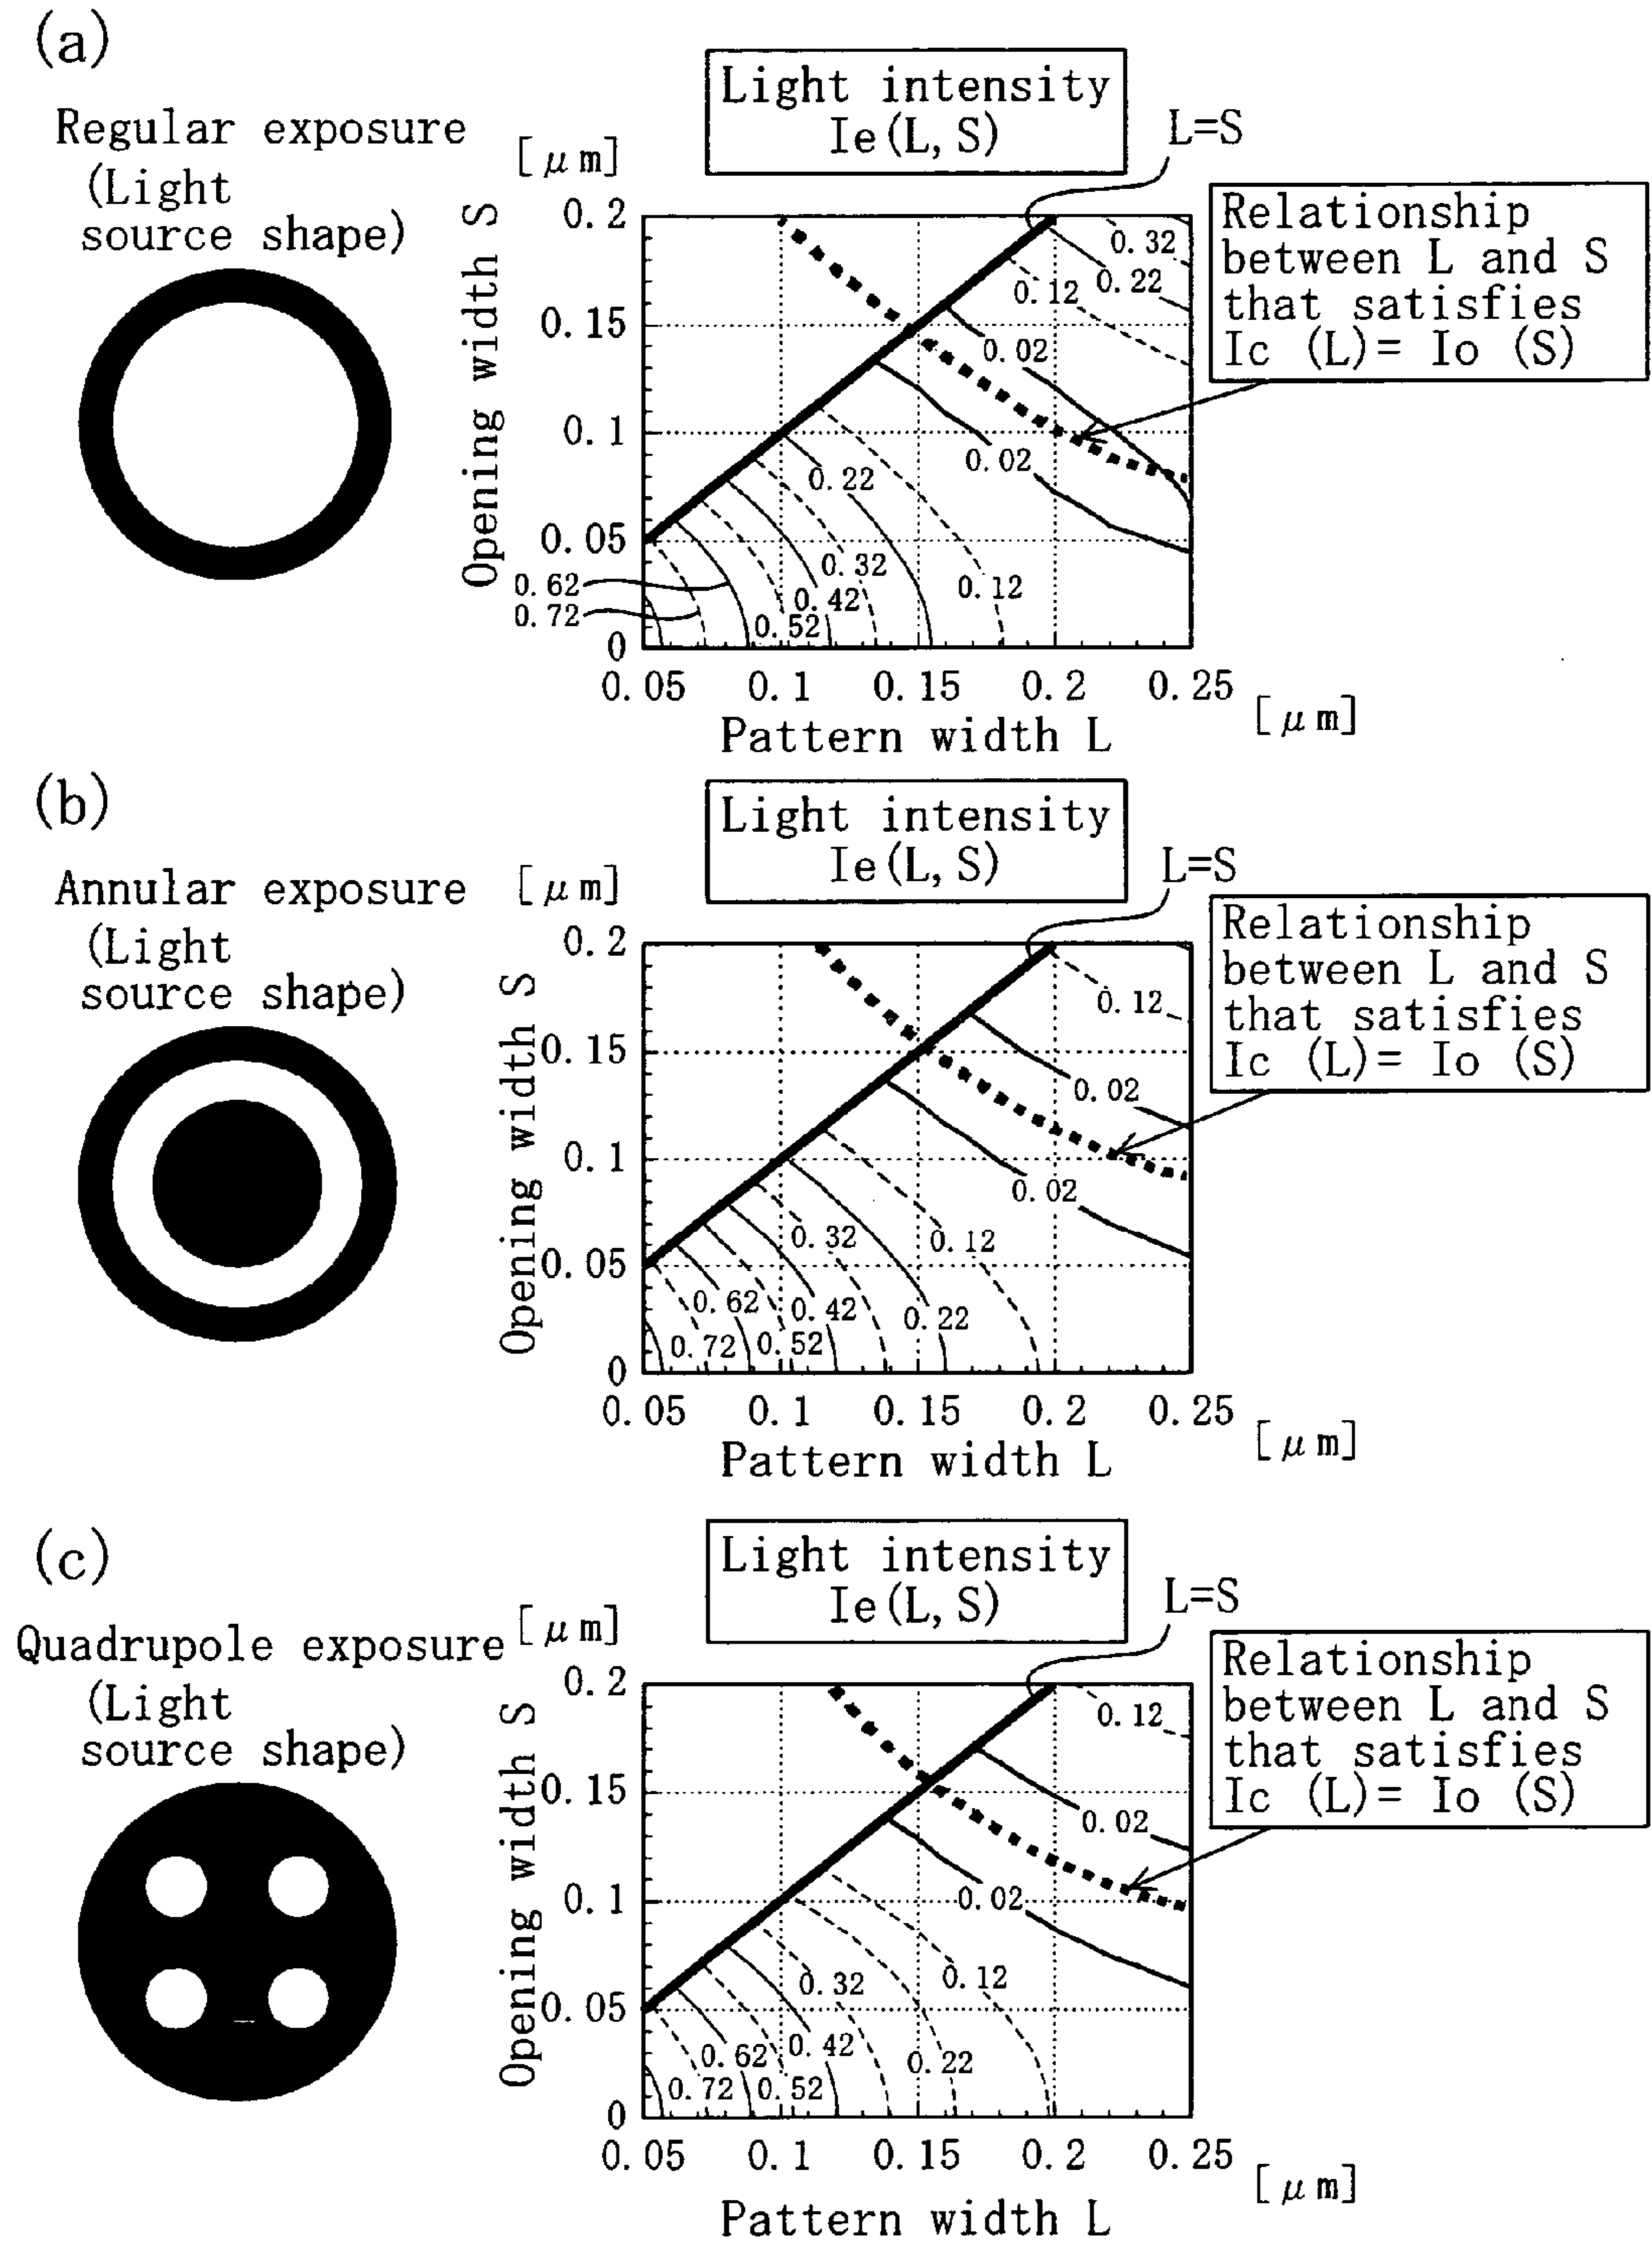 (a)
Regular exposure
(Light
source shape)
[μm]
Light intensity
Ie(L, S)
L=S
Relationship
between L and S
that satisfies
Ic (L)= Io (S)
Opening width S
0.2
0.15
0.1
0.05
0
0.32
0.22
0.12
0.02
0.02
0.22
0.32
0.12
0.42
0.52
0.62
0.72
0.05 0.1 0.15 0.2 0.25
[μm]
Pattern width L
(b)
Annular exposure
(Light
source shape)
[μm]
Light intensity
Ie(L, S)
L=S
Relationship
between L and S
that satisfies
Ic (L)= Io (S)
Opening width S
0.2
0.15
0.1
0.05
0
0.12
0.02
0.02
0.32
0.12
0.62
0.42
0.22
0.72
0.52
0.05 0.1 0.15 0.2 0.25
[μm]
Pattern width L
(c)
Quadrupole exposure
(Light
source shape)
[μm]
Light intensity
Ie(L, S)
L=S
Relationship
between L and S
that satisfies
Ic (L)= Io (S)
Opening width S
0.2
0.15
0.1
0.05
0
0.12
0.02
0.02
0.32
0.12
0.62
0.42
0.22
0.72
0.52
0.05 0.1 0.15 0.2 0.25
[μm]
Pattern width L